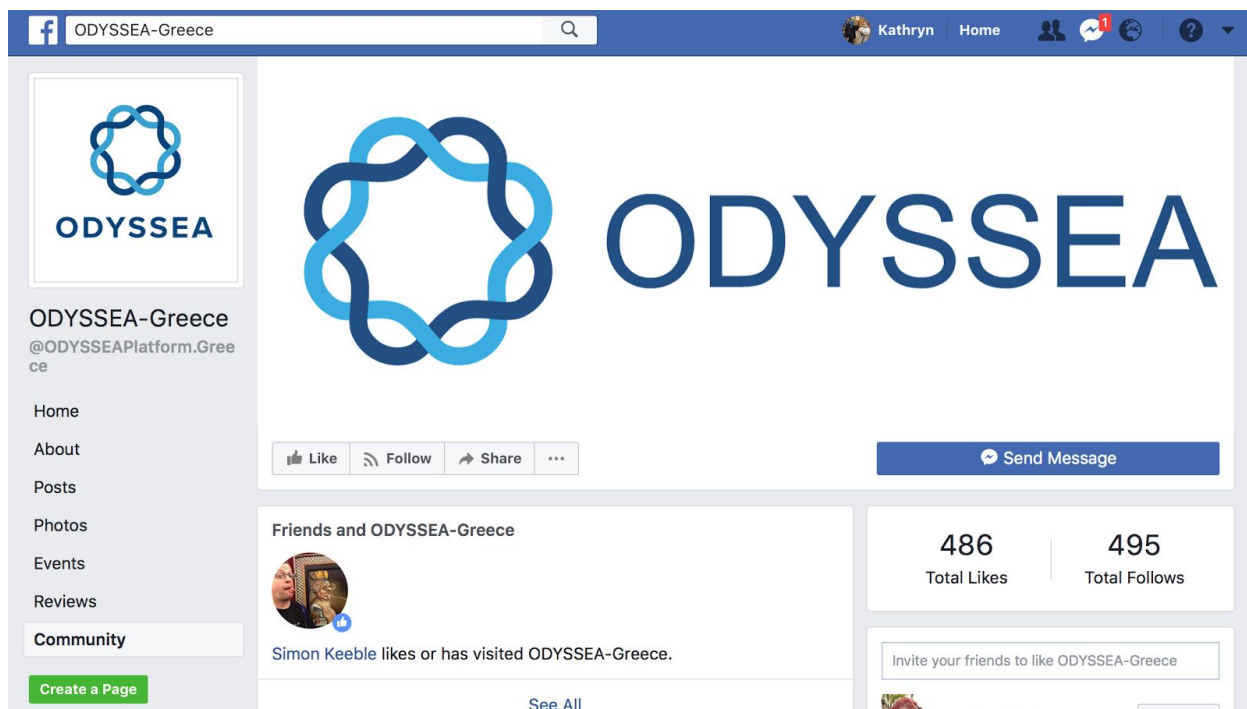 ODYSSEA-Greece
Kathryn
Home
1
ODYSSEA
ODYSSEA
ODYSSEA-Greece
@ODYSSEAPlatform.Gree
ce
Home
About
Posts
Photos
Events
Reviews
Community
Create a Page
Like
Follow
Share
Send Message
Friends and ODYSSEA-Greece
Simon Keeble likes or has visited ODYSSEA-Greece.
See All
486
Total Likes
495
Total Follows
Invite your friends to like ODYSSEA-Greece